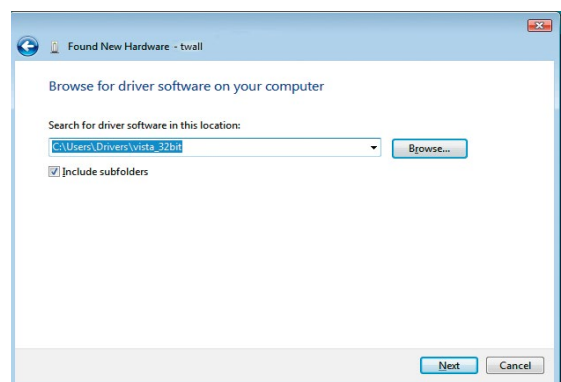 Found New Hardware - twall
Browse for driver software on your computer
Search for driver software in this location:
C:\Users\Drivers\vista_32bit
Browse...
Include subfolders
Next Cancel